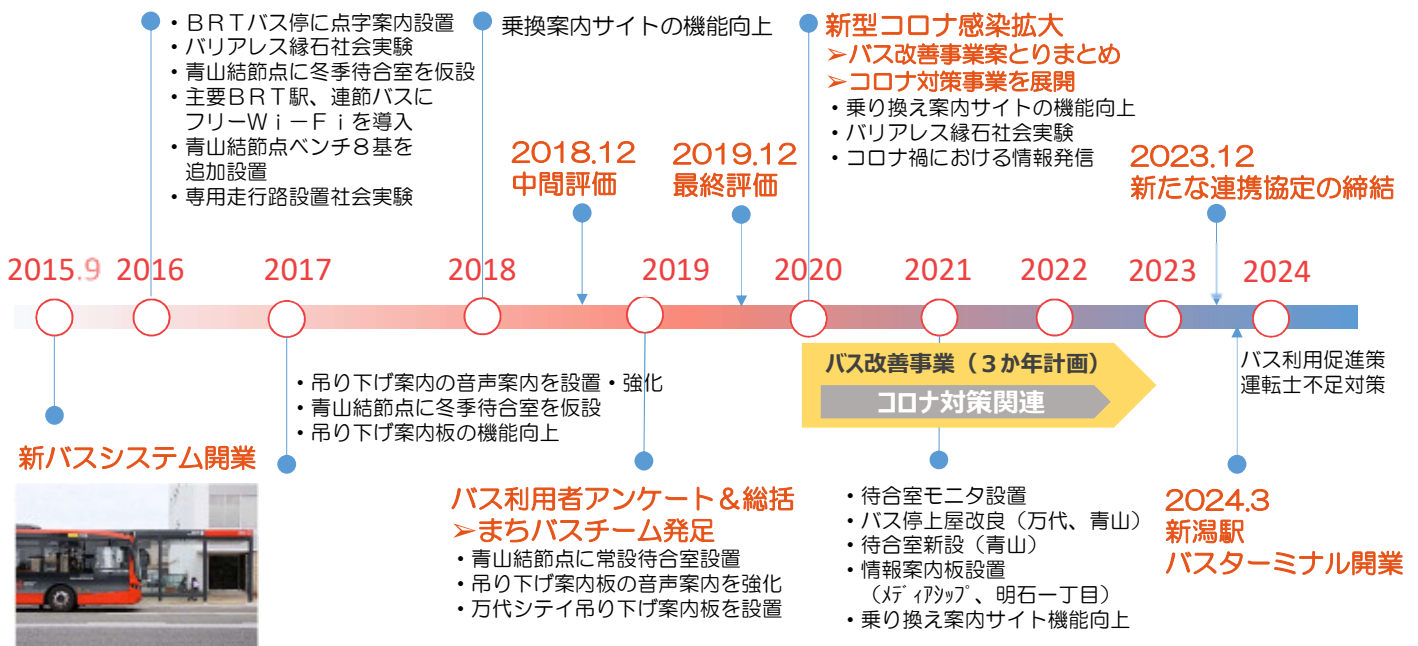 ・ＢＲＴバス停に点字案内設置
・バリアレス縁石社会実験
・青山結節点に冬季待合室を仮設
・主要ＢＲＴ駅、連節バスに
フリーＷｉ－Ｆｉを導入
・青山結節点ベンチ８基を
追加設置
・専用走行路設置社会実験
乗換案内サイトの機能向上
2018.12
中間評価
2019.12
最終評価
新型コロナ感染拡大
➢バス改善事業案とりまとめ
➢コロナ対策事業を展開
・乗り換え案内サイトの機能向上
・バリアレス縁石社会実験
・コロナ禍における情報発信
2023.12
新たな連携協定の締結
2015.9
2016
2017
2018
2019
2020
2021
2022
2023
2024
新バスシステム開業
・吊り下げ案内の音声案内を設置・強化
・青山結節点に冬季待合室を仮設
・吊り下げ案内板の機能向上
バス利用者アンケート＆総括
➢まちバスチーム発足
・青山結節点に常設待合室設置
・吊り下げ案内板の音声案内を強化
・万代シテイ吊り下げ案内板を設置
バス改善事業（３か年計画）
コロナ対策関連
・待合室モニタ設置
・バス停上屋改良（万代、青山）
・待合室新設（青山）
・情報案内板設置
（ﾒﾃﾞｨｱｼｯﾌﾟ、明石一丁目）
・乗り換え案内サイト機能向上
バス利用促進策
運転士不足対策
2024.3
新潟駅
バスターミナル開業